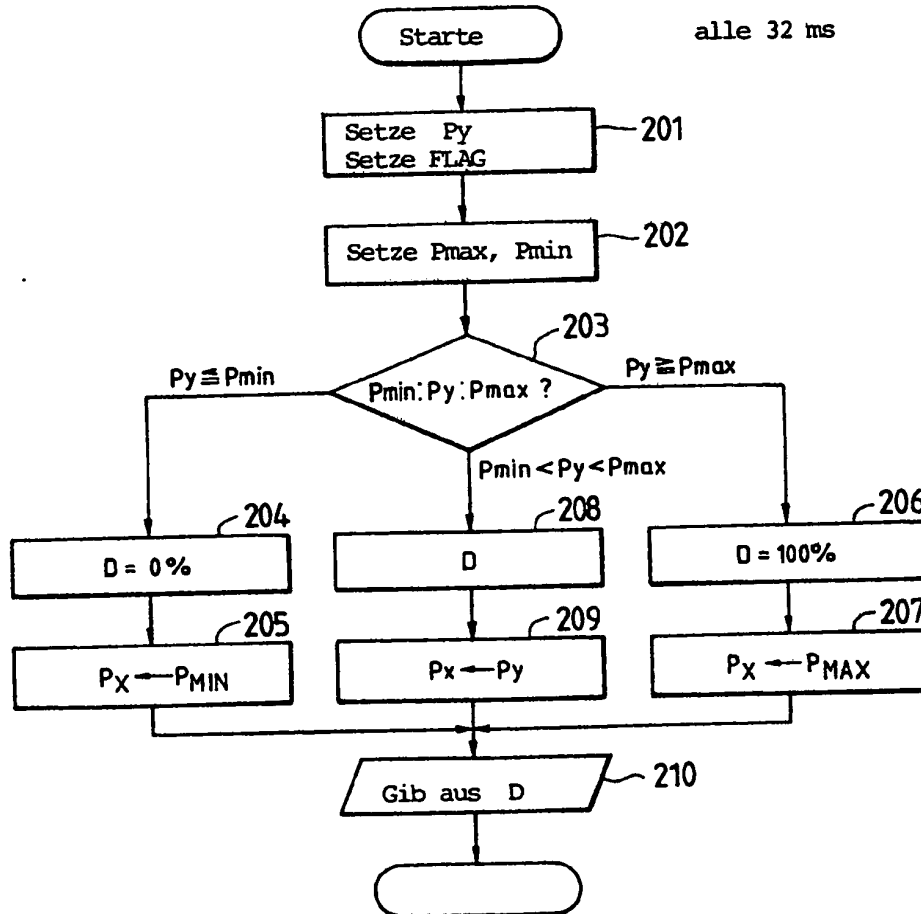 Starte
alle 32 ms
Setze Py
Setze FLAG
201
Setze Pmax, Pmin
202
203
Py ≦ Pmin
Pmin : Py : Pmax ?
Py ≧ Pmax
Pmin < Py < Pmax
204
208
206
D = 0%
D
D = 100%
205
209
207
PX ← PMIN
Px ← Py
PX ← PMAX
Gib aus D
210